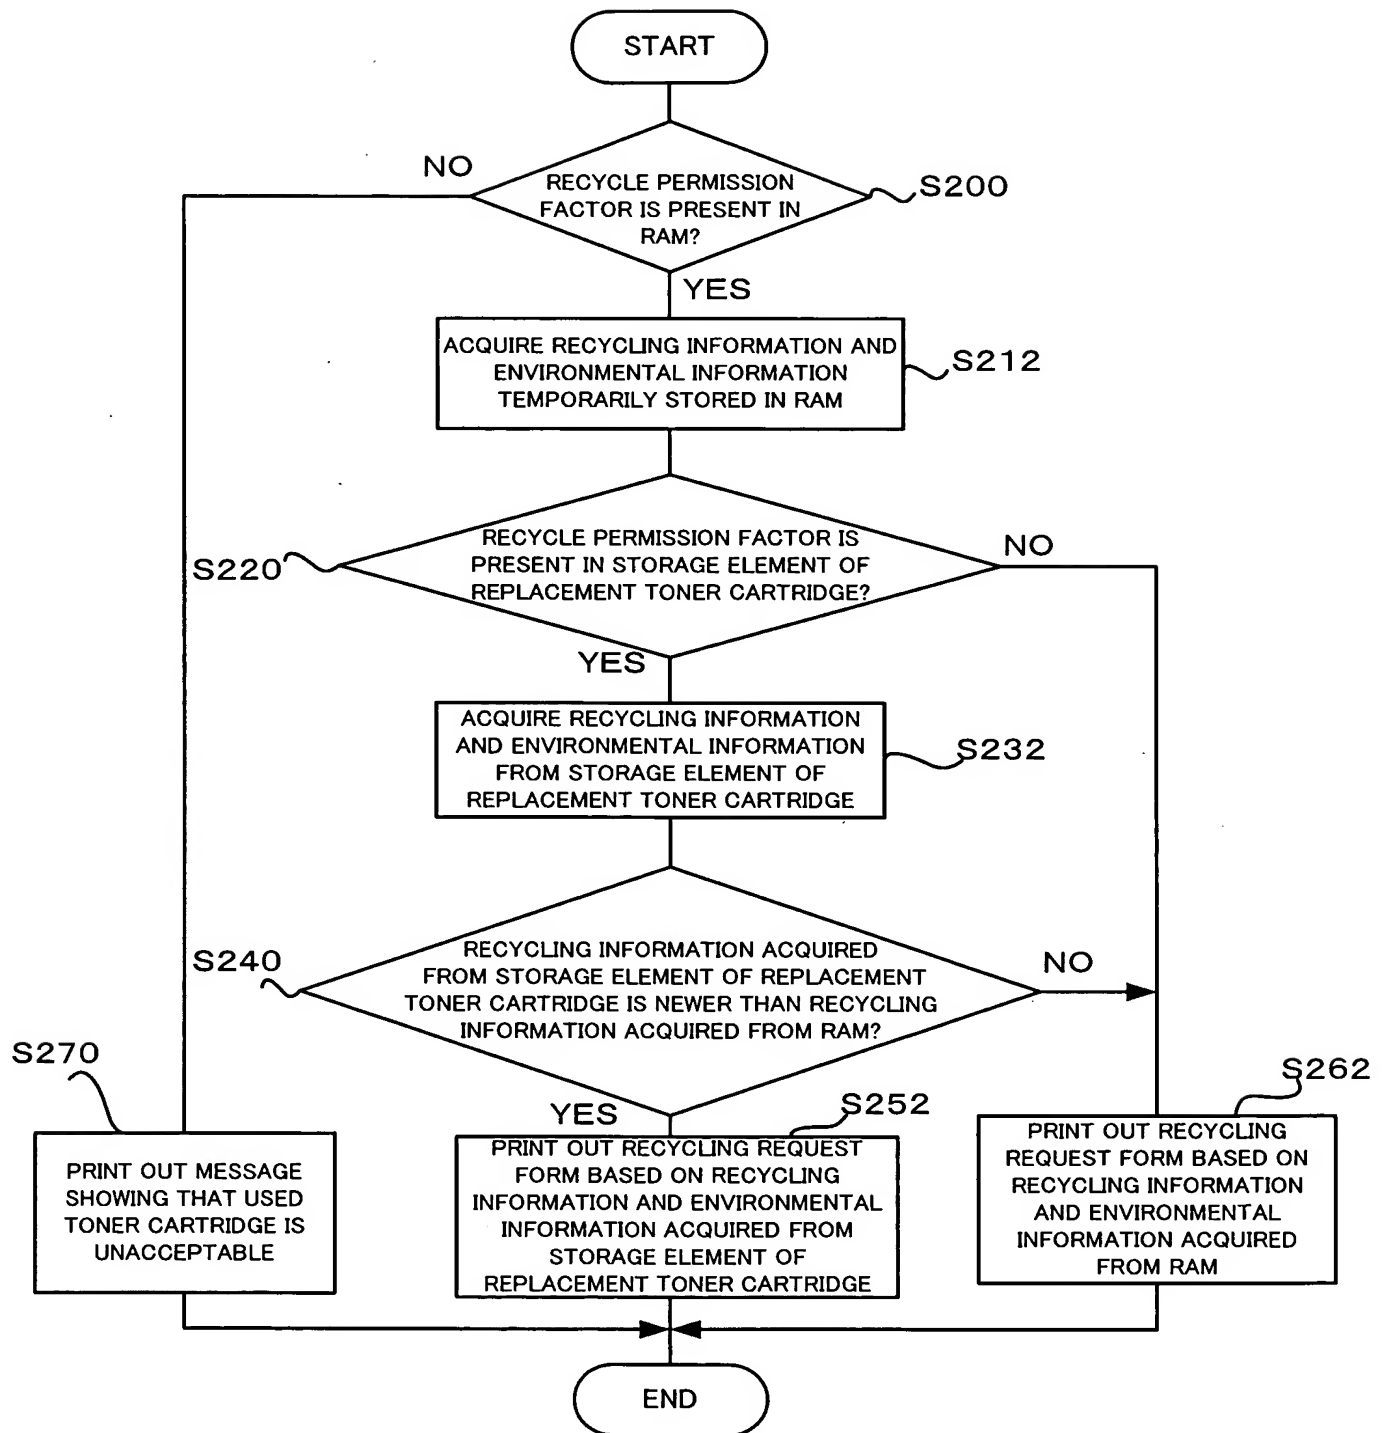 START
NO
RECYCLE PERMISSION
FACTOR IS PRESENT IN
RAM?
S200
YES
ACQUIRE RECYCLING INFORMATION AND
ENVIRONMENTAL INFORMATION
TEMPORARILY STORED IN RAM
S212
S220
RECYCLE PERMISSION FACTOR IS
PRESENT IN STORAGE ELEMENT OF
REPLACEMENT TONER CARTRIDGE?
NO
YES
ACQUIRE RECYCLING INFORMATION
AND ENVIRONMENTAL INFORMATION
FROM STORAGE ELEMENT OF
REPLACEMENT TONER CARTRIDGE
S232
S240
RECYCLING INFORMATION ACQUIRED
FROM STORAGE ELEMENT OF REPLACEMENT
TONER CARTRIDGE IS NEWER THAN RECYCLING
INFORMATION ACQUIRED FROM RAM?
NO
YES
S270
PRINT OUT MESSAGE
SHOWING THAT USED
TONER CARTRIDGE IS
UNACCEPTABLE
S252
PRINT OUT RECYCLING REQUEST
FORM BASED ON RECYCLING
INFORMATION AND ENVIRONMENTAL
INFORMATION ACQUIRED FROM
STORAGE ELEMENT OF
REPLACEMENT TONER CARTRIDGE
S262
PRINT OUT RECYCLING
REQUEST FORM BASED ON
RECYCLING INFORMATION
AND ENVIRONMENTAL
INFORMATION ACQUIRED
FROM RAM
END